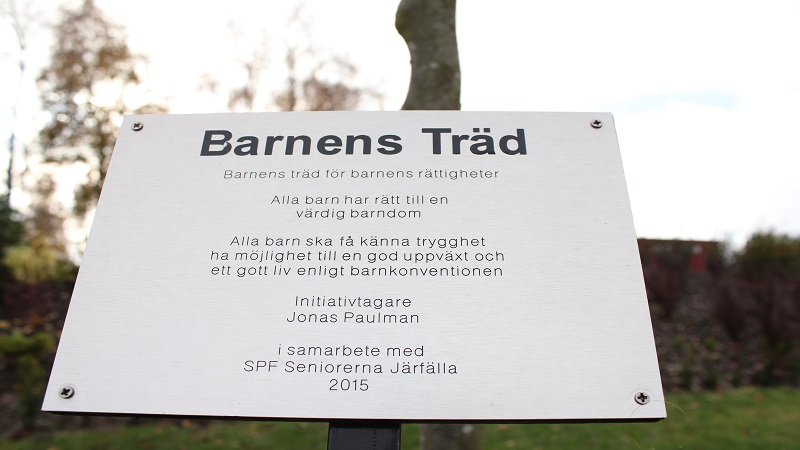 Barnens Träd
Barnens träd för barnens rättigheter
Alla barn har rätt till en
värdig barndom
Alla barn ska få känna trygghet
ha möjlighet till en god uppväxt och
ett gott liv enligt barnkonventionen
Initiativtagare
Jonas Paulman
i samarbete med
SPF Seniorerna Järfälla
2015